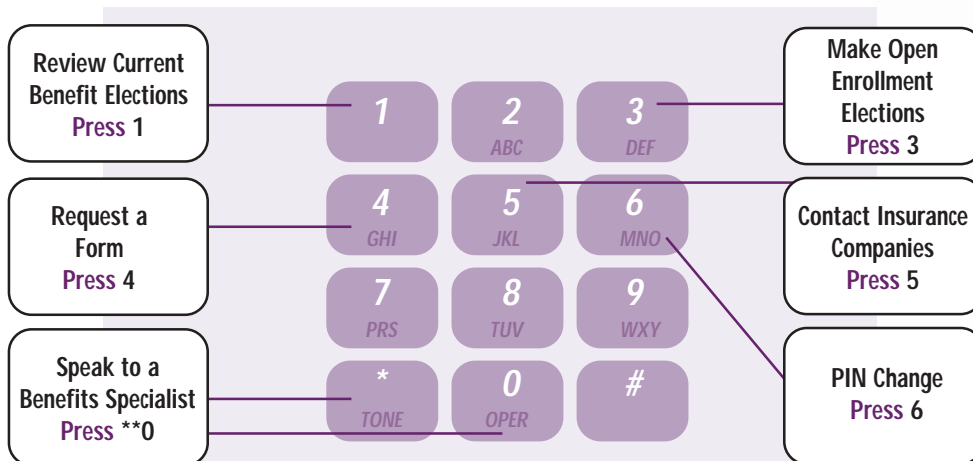 Review Current
Benefit Elections
Press 1
Request a
Form
Press 4
Speak to a
Benefits Specialist
Press **0
1
2
ABC
3
DEF
4
GHI
5
JKL
6
MNO
7
PRS
8
TUV
9
WXY
*
TONE
0
OPER
#
Make Open
Enrollment
Elections
Press 3
Contact Insurance
Companies
Press 5
PIN Change
Press 6